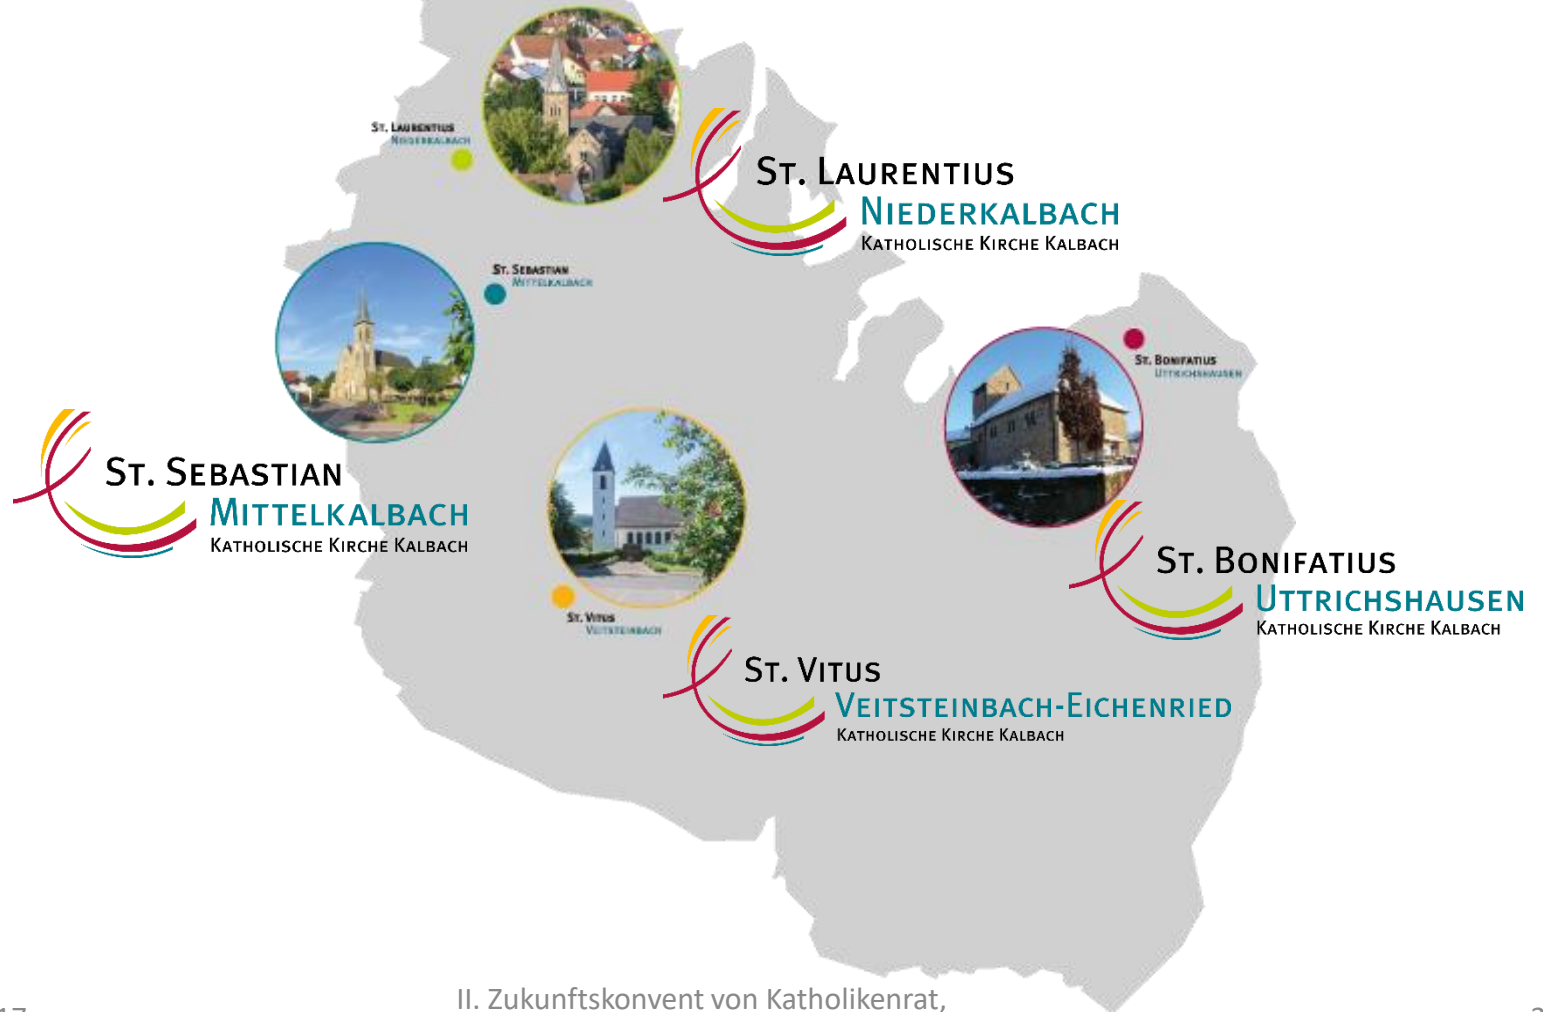 ST. LAURENTIUS
NIEDERKALBACH
ST. LAURENTIUS
NIEDERKALBACH
KATHOLISCHE KIRCHE KALBACH
ST. SEBASTIAN
MITTELKALBACH
ST. BONIFATIUS
UTTRICHSHAUSEN
ST. SEBASTIAN
MITTELKALBACH
KATHOLISCHE KIRCHE KALBACH
ST. BONIFATIUS
UTTRICHSHAUSEN
KATHOLISCHE KIRCHE KALBACH
ST. VITUS
VEITSTEINBACH
ST. VITUS
VEITSTEINBACH-EICHENRIED
KATHOLISCHE KIRCHE KALBACH
II. Zukunftskonvent von Katholikenrat,